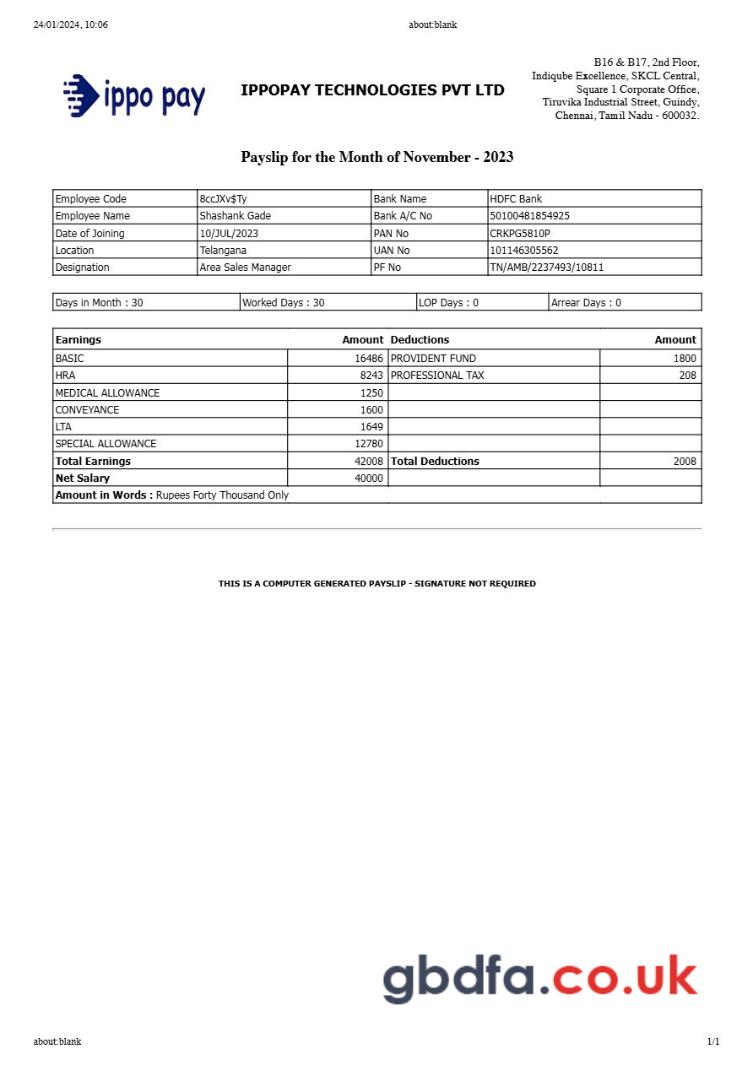 24/01/2024, 10:06 about:blank
ippo pay
IPPOPAY TECHNOLOGIES PVT LTD
B16 & B17, 2nd Floor,
Indiqube Excellence, SKCL Central,
Square 1 Corporate Office,
Tiruvika Industrial Street, Guindy,
Chennai, Tamil Nadu - 600032.
Payslip for the Month of November - 2023
Employee Code 8ccJXv$Ty Bank Name HDFC Bank
Employee Name Shashank Gade Bank A/C No 50100481854925
Date of Joining 10/JUL/2023 PAN No CRKPG5810P
Location Telangana UAN No 101146305562
Designation Area Sales Manager PF No TN/AMB/2237493/10811
Days in Month : 30 Worked Days : 30 LOP Days : 0 Arrear Days : 0
Earnings Amount Deductions Amount
BASIC 16486 PROVIDENT FUND 1800
HRA 8243 PROFESSIONAL TAX 208
MEDICAL ALLOWANCE 1250
CONVEYANCE 1600
LTA 1649
SPECIAL ALLOWANCE 12780
Total Earnings 42008 Total Deductions 2008
Net Salary 40000
Amount in Words : Rupees Forty Thousand Only
THIS IS A COMPUTER GENERATED PAYSLIP - SIGNATURE NOT REQUIRED
gbdfa.co.uk
about:blank 1/1